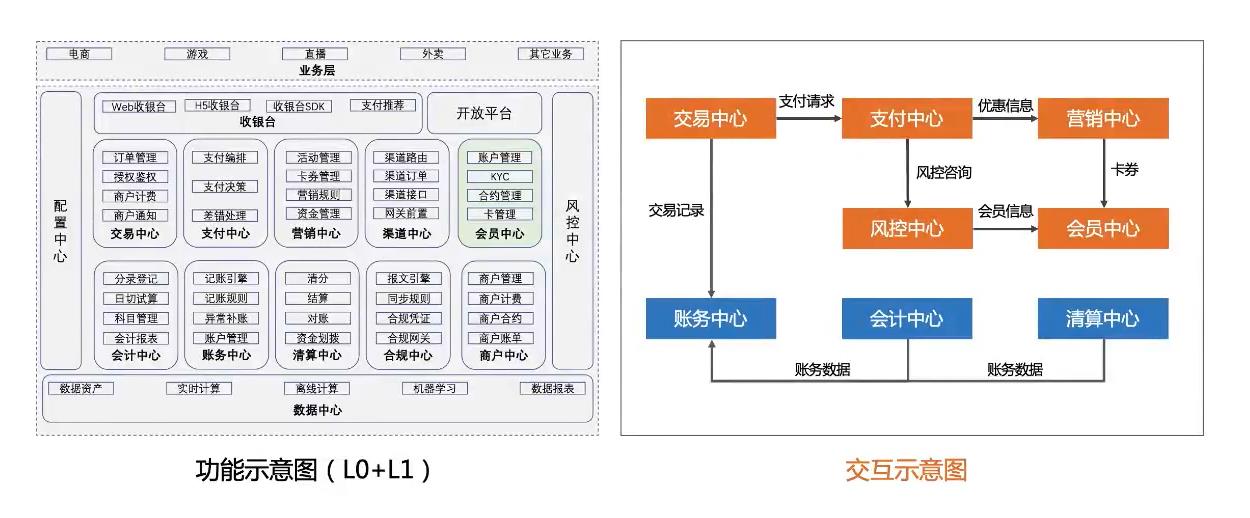 电商 游戏 直播 外卖 其它业务
业务层
配置中心
Web收银台 H5收银台 收银台SDK 支付推荐
收银台
开放平台
风控中心
订单管理
授权鉴权
商户计费
商户通知
交易中心
支付编排
支付决策
差错处理
支付中心
活动管理
卡券管理
营销规则
资金管理
营销中心
渠道路由
渠道订单
渠道接口
网关前置
渠道中心
账户管理
KYC
合约管理
卡管理
会员中心
分录登记
日切试算
科目管理
会计报表
会计中心
记账引擎
记账规则
异常补账
账户管理
账务中心
清分
结算
对账
资金划拨
清算中心
报文引擎
同步规则
合规凭证
合规网关
合规中心
商户管理
商户计费
商户合约
商户账单
商户中心
数据资产 实时计算 离线计算 机器学习 数据报表
数据中心
功能示意图（L0+L1）
交易中心 支付请求 支付中心 优惠信息 营销中心
风控咨询 卡券
交易记录
风控中心 会员信息 会员中心
账务中心 会计中心 清算中心
账务数据 账务数据
交互示意图